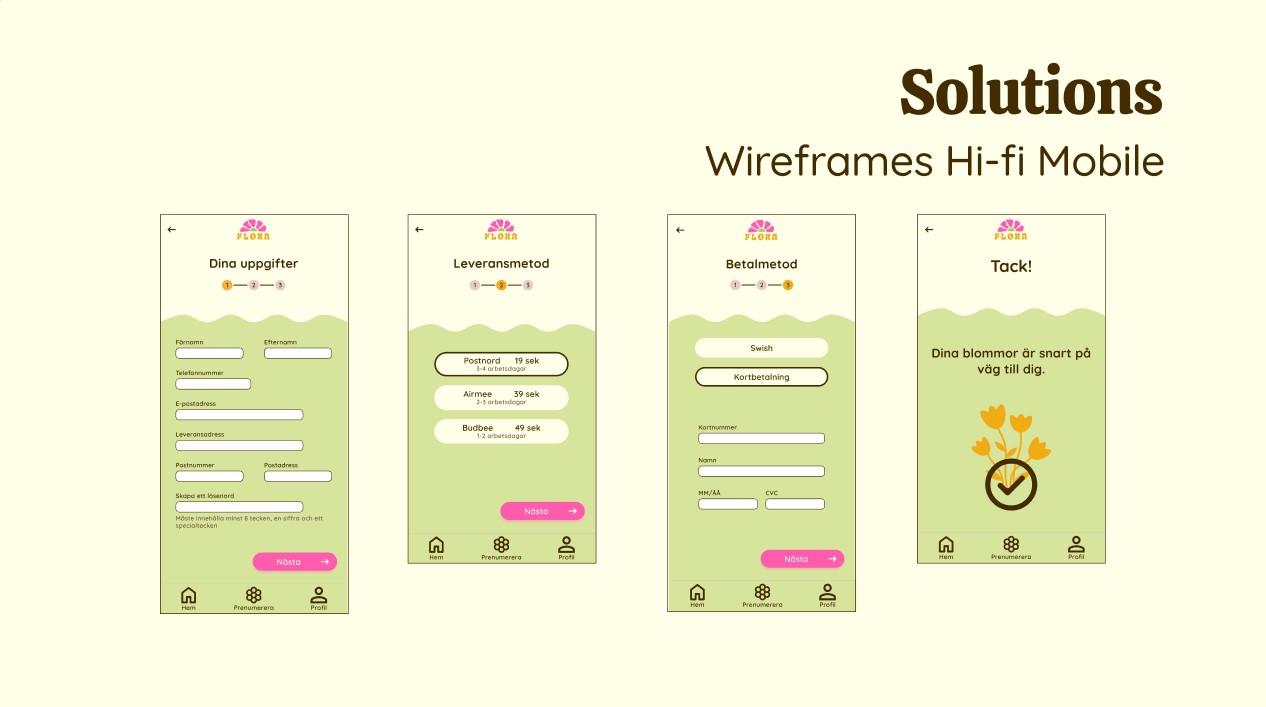 Solutions
Wireframes Hi-fi Mobile
FLORA
Dina uppgifter
1 2 3
Förnamn Efternamn
Telefonnummer
E-postadress
Leveransadress
Postnummer Postadress
Skapa ett lösenord
Måste innehålla minst 8 tecken, en siffra och ett
specialtecken
Nästa
Hem Prenumerera Profil
FLORA
Leveransmetod
1 2 3
Postnord 19 sek
3-4 arbetsdagar
Airmee 39 sek
2-3 arbetsdagar
Budbee 49 sek
1-2 arbetsdagar
Nästa
Hem Prenumerera Profil
FLORA
Betalmetod
1 2 3
Swish
Kortbetalning
Kortnummer
Namn
MM/ÅÅ CVC
Nästa
Hem Prenumerera Profil
FLORA
Tack!
Dina blommor är snart på
väg till dig.
Hem Prenumerera Profil